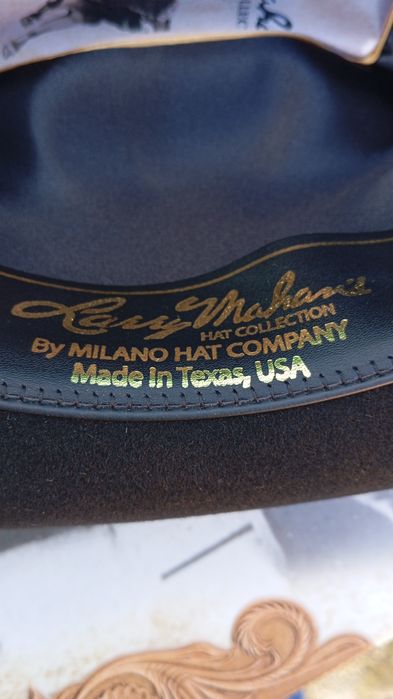 Larry Mahan's
HAT COLLECTION
By MILANO HAT COMPANY
Made in Texas, USA